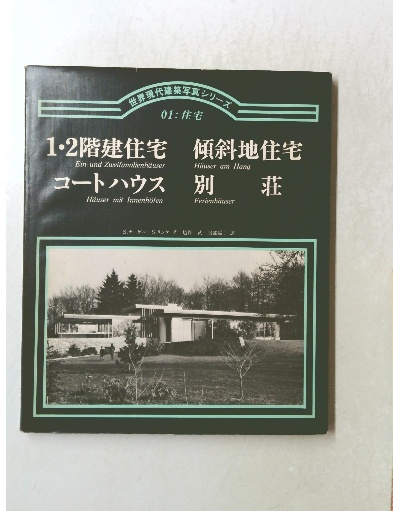 世界現代建築写真シリーズ
01:住宅
1・2階建住宅 傾斜地住宅
Ein-und Zweifamilienhäuser Häuser am Hang
コートハウス 別荘
Häuser mit Innenhöfen Ferienhäuser